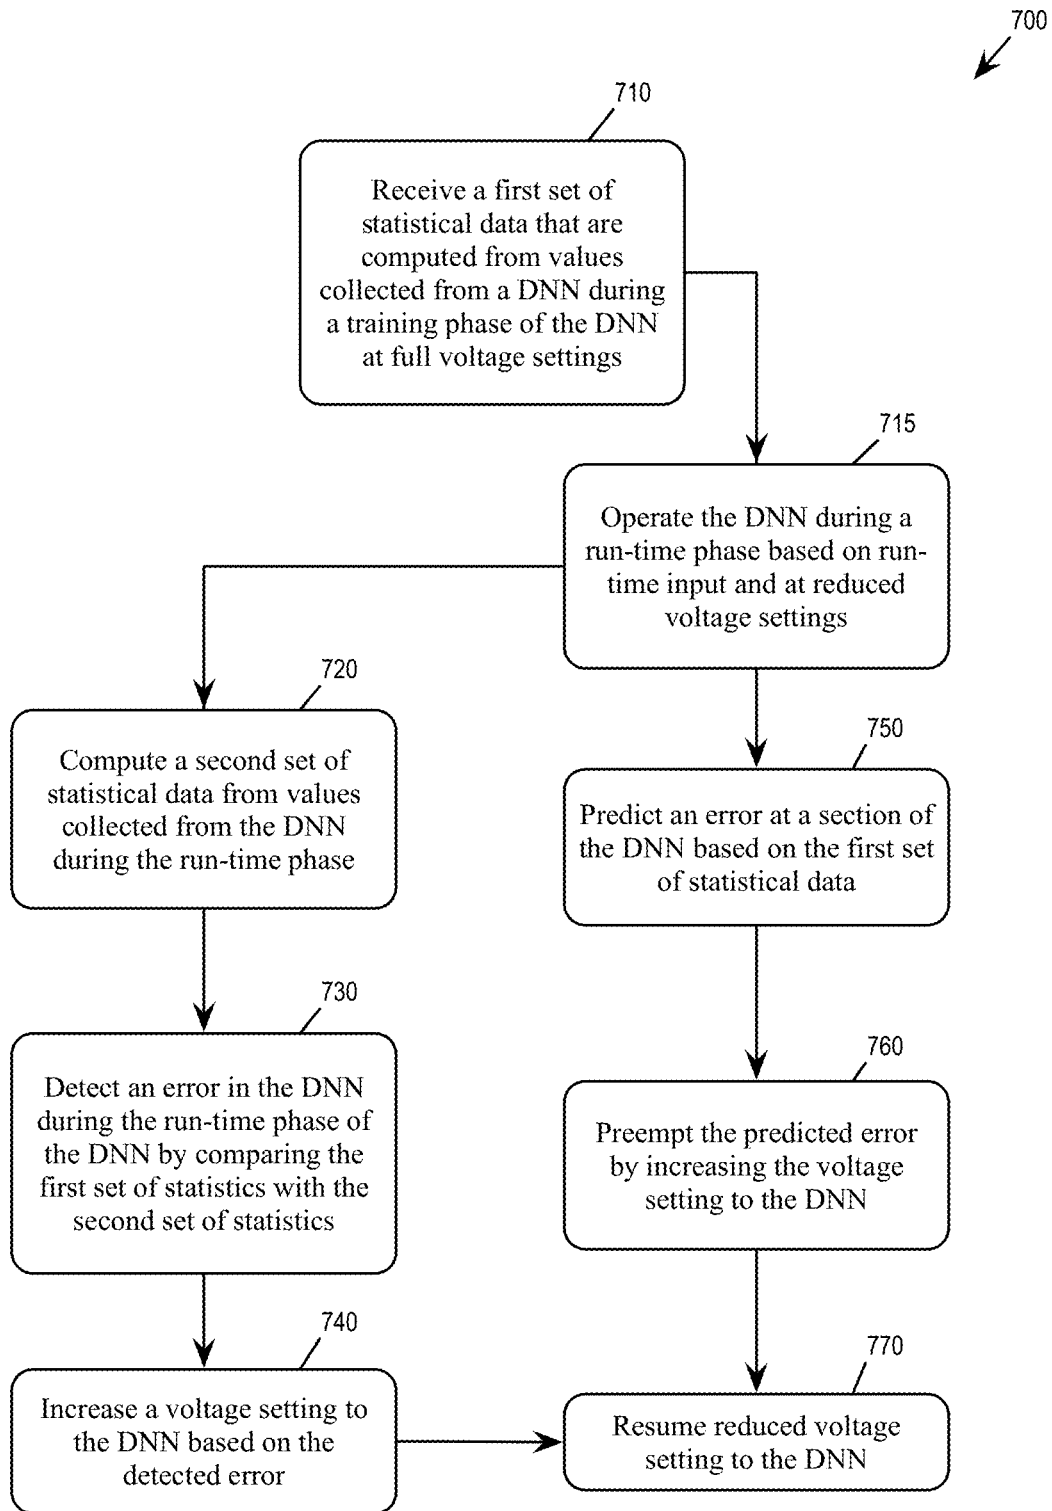 700
710
Receive a first set of
statistical data that are
computed from values
collected from a DNN during
a training phase of the DNN
at full voltage settings
715
Operate the DNN during a
run-time phase based on run-
time input and at reduced
voltage settings
720
Compute a second set of
statistical data from values
collected from the DNN
during the run-time phase
750
Predict an error at a section of
the DNN based on the first set
of statistical data
730
Detect an error in the DNN
during the run-time phase of
the DNN by comparing the
first set of statistics with the
second set of statistics
760
Preempt the predicted error
by increasing the voltage
setting to the DNN
740
Increase a voltage setting to
the DNN based on the
detected error
770
Resume reduced voltage
setting to the DNN